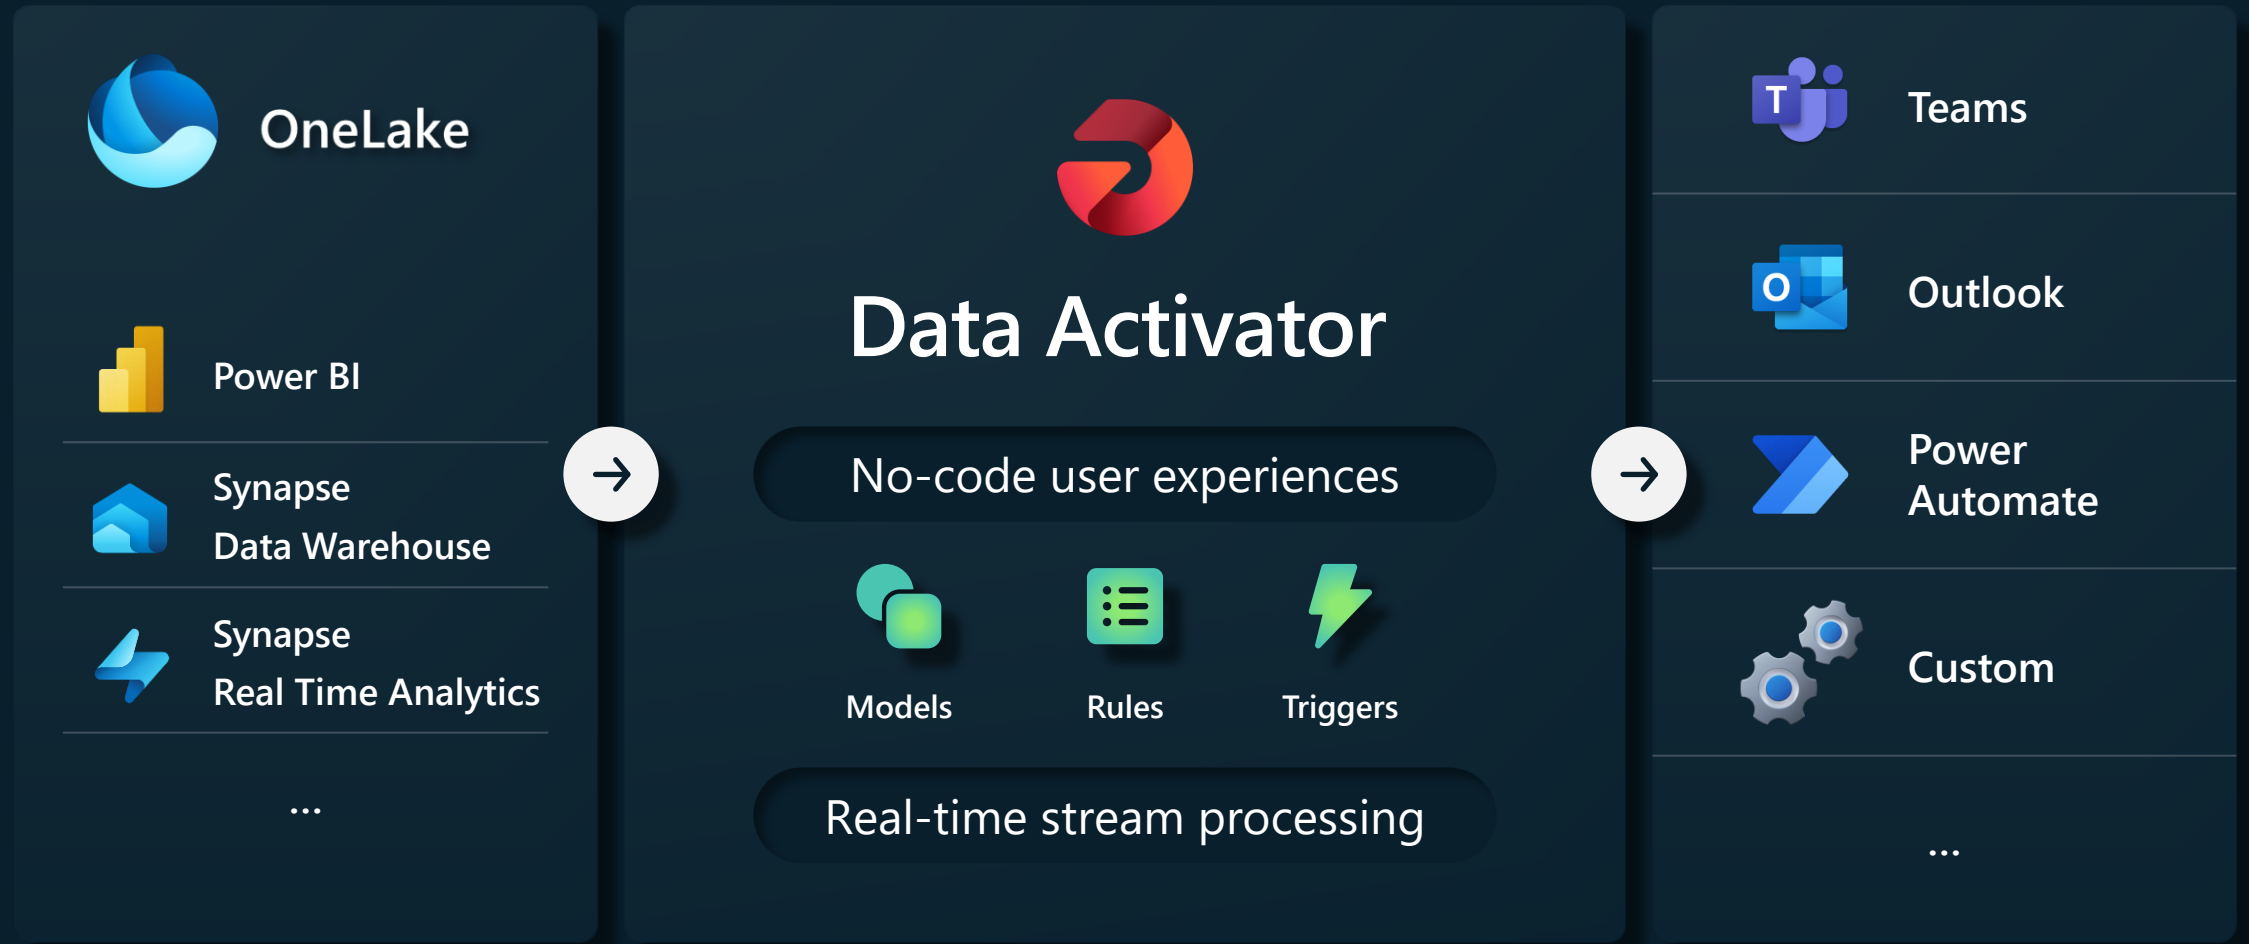 OneLake
Power BI
Synapse
Data Warehouse
Synapse
Real Time Analytics
...
Data Activator
No-code user experiences
Models
Rules
Triggers
Real-time stream processing
T
Teams
O
Outlook
Power
Automate
Custom
...